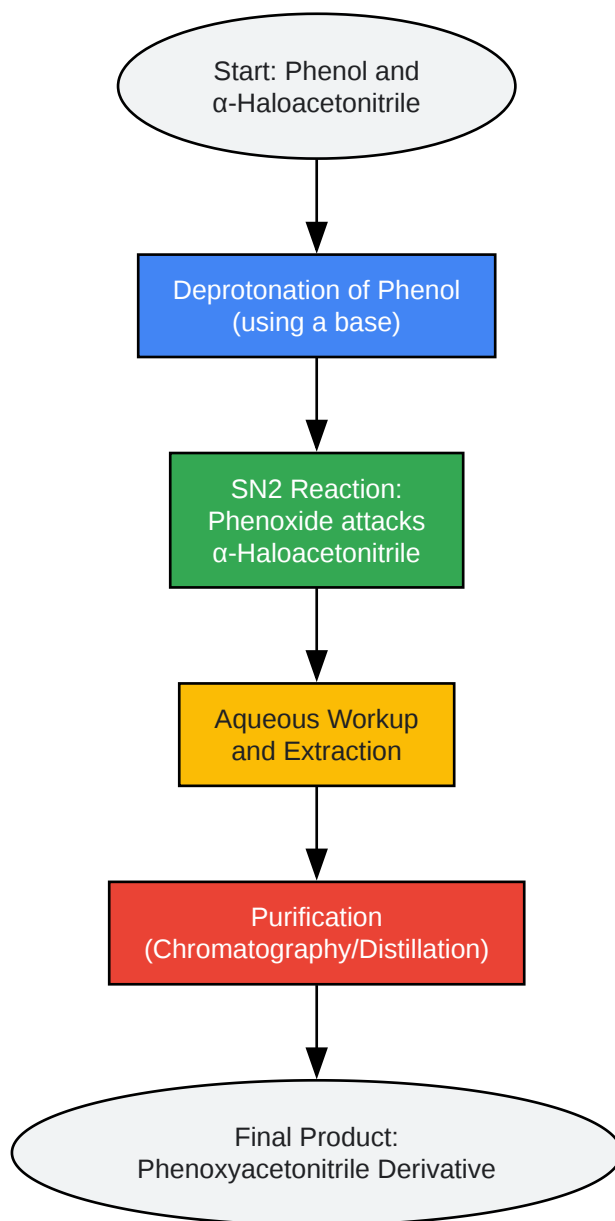 Start: Phenol and
α-Haloacetonitrile
Deprotonation of Phenol
(using a base)
SN2 Reaction:
Phenoxide attacks
α-Haloacetonitrile
Aqueous Workup
and Extraction
Purification
(Chromatography/Distillation)
Final Product:
Phenoxyacetonitrile Derivative